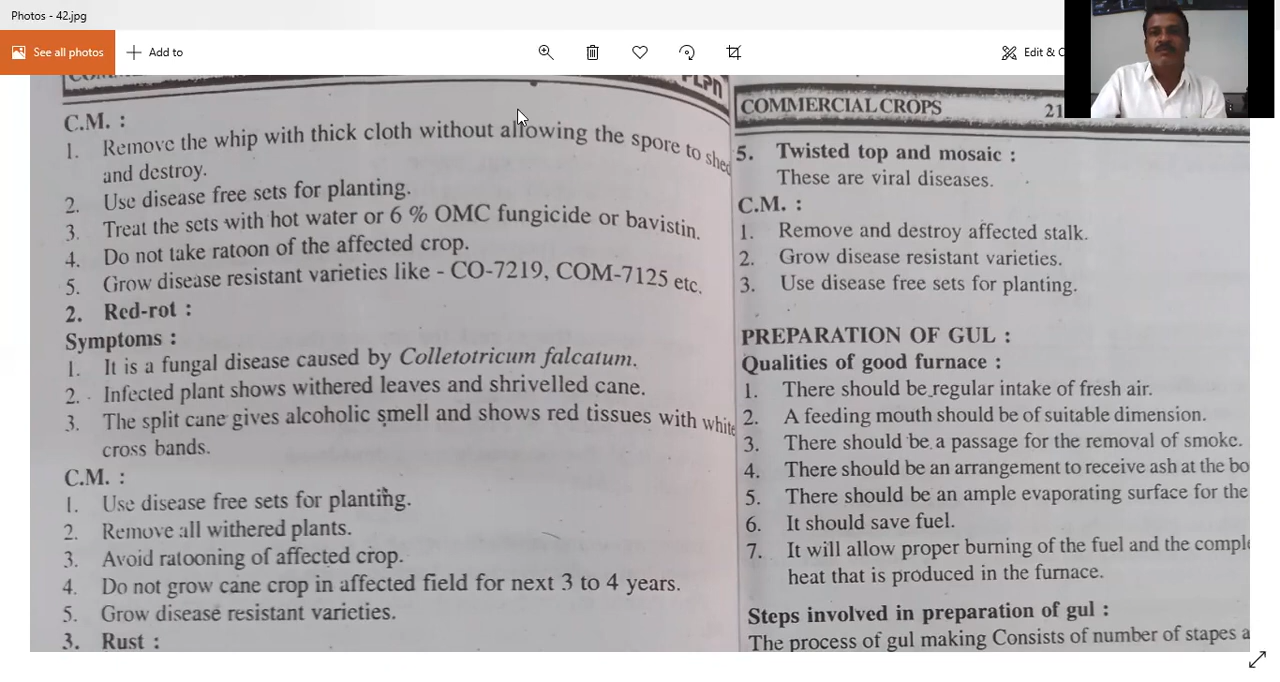 Photos - 42.jpg
See all photos
Add to
Edit & C
C.M. :
1. Remove the whip with thick cloth without allowing the spore to shed
and destroy.
2. Use disease free sets for planting.
3. Treat the sets with hot water or 6 % OMC fungicide or bavistin.
4. Do not take ratoon of the affected crop.
5. Grow disease resistant varieties like - CO-7219, COM-7125 etc.
2. Red-rot :
Symptoms :
1. It is a fungal disease caused by Colletotricum falcatum.
2. Infected plant shows withered leaves and shrivelled cane.
3. The split cane gives alcoholic smell and shows red tissues with white
cross bands.
C.M. :
1. Use disease free sets for planting.
2. Remove all withered plants.
3. Avoid ratooning of affected crop.
4. Do not grow cane crop in affected field for next 3 to 4 years.
5. Grow disease resistant varieties.
3. Rust :
COMMERCIAL CROPS 21
5. Twisted top and mosaic :
These are viral diseases.
C.M. :
1. Remove and destroy affected stalk.
2. Grow disease resistant varieties.
3. Use disease free sets for planting.
PREPARATION OF GUL :
Qualities of good furnace :
1. There should be regular intake of fresh air.
2. A feeding mouth should be of suitable dimension.
3. There should be a passage for the removal of smoke.
4. There should be an arrangement to receive ash at the bo
5. There should be an ample evaporating surface for the
6. It should save fuel.
7. It will allow proper burning of the fuel and the comple
heat that is produced in the furnace.
Steps involved in preparation of gul :
The process of gul making Consists of number of stapes a